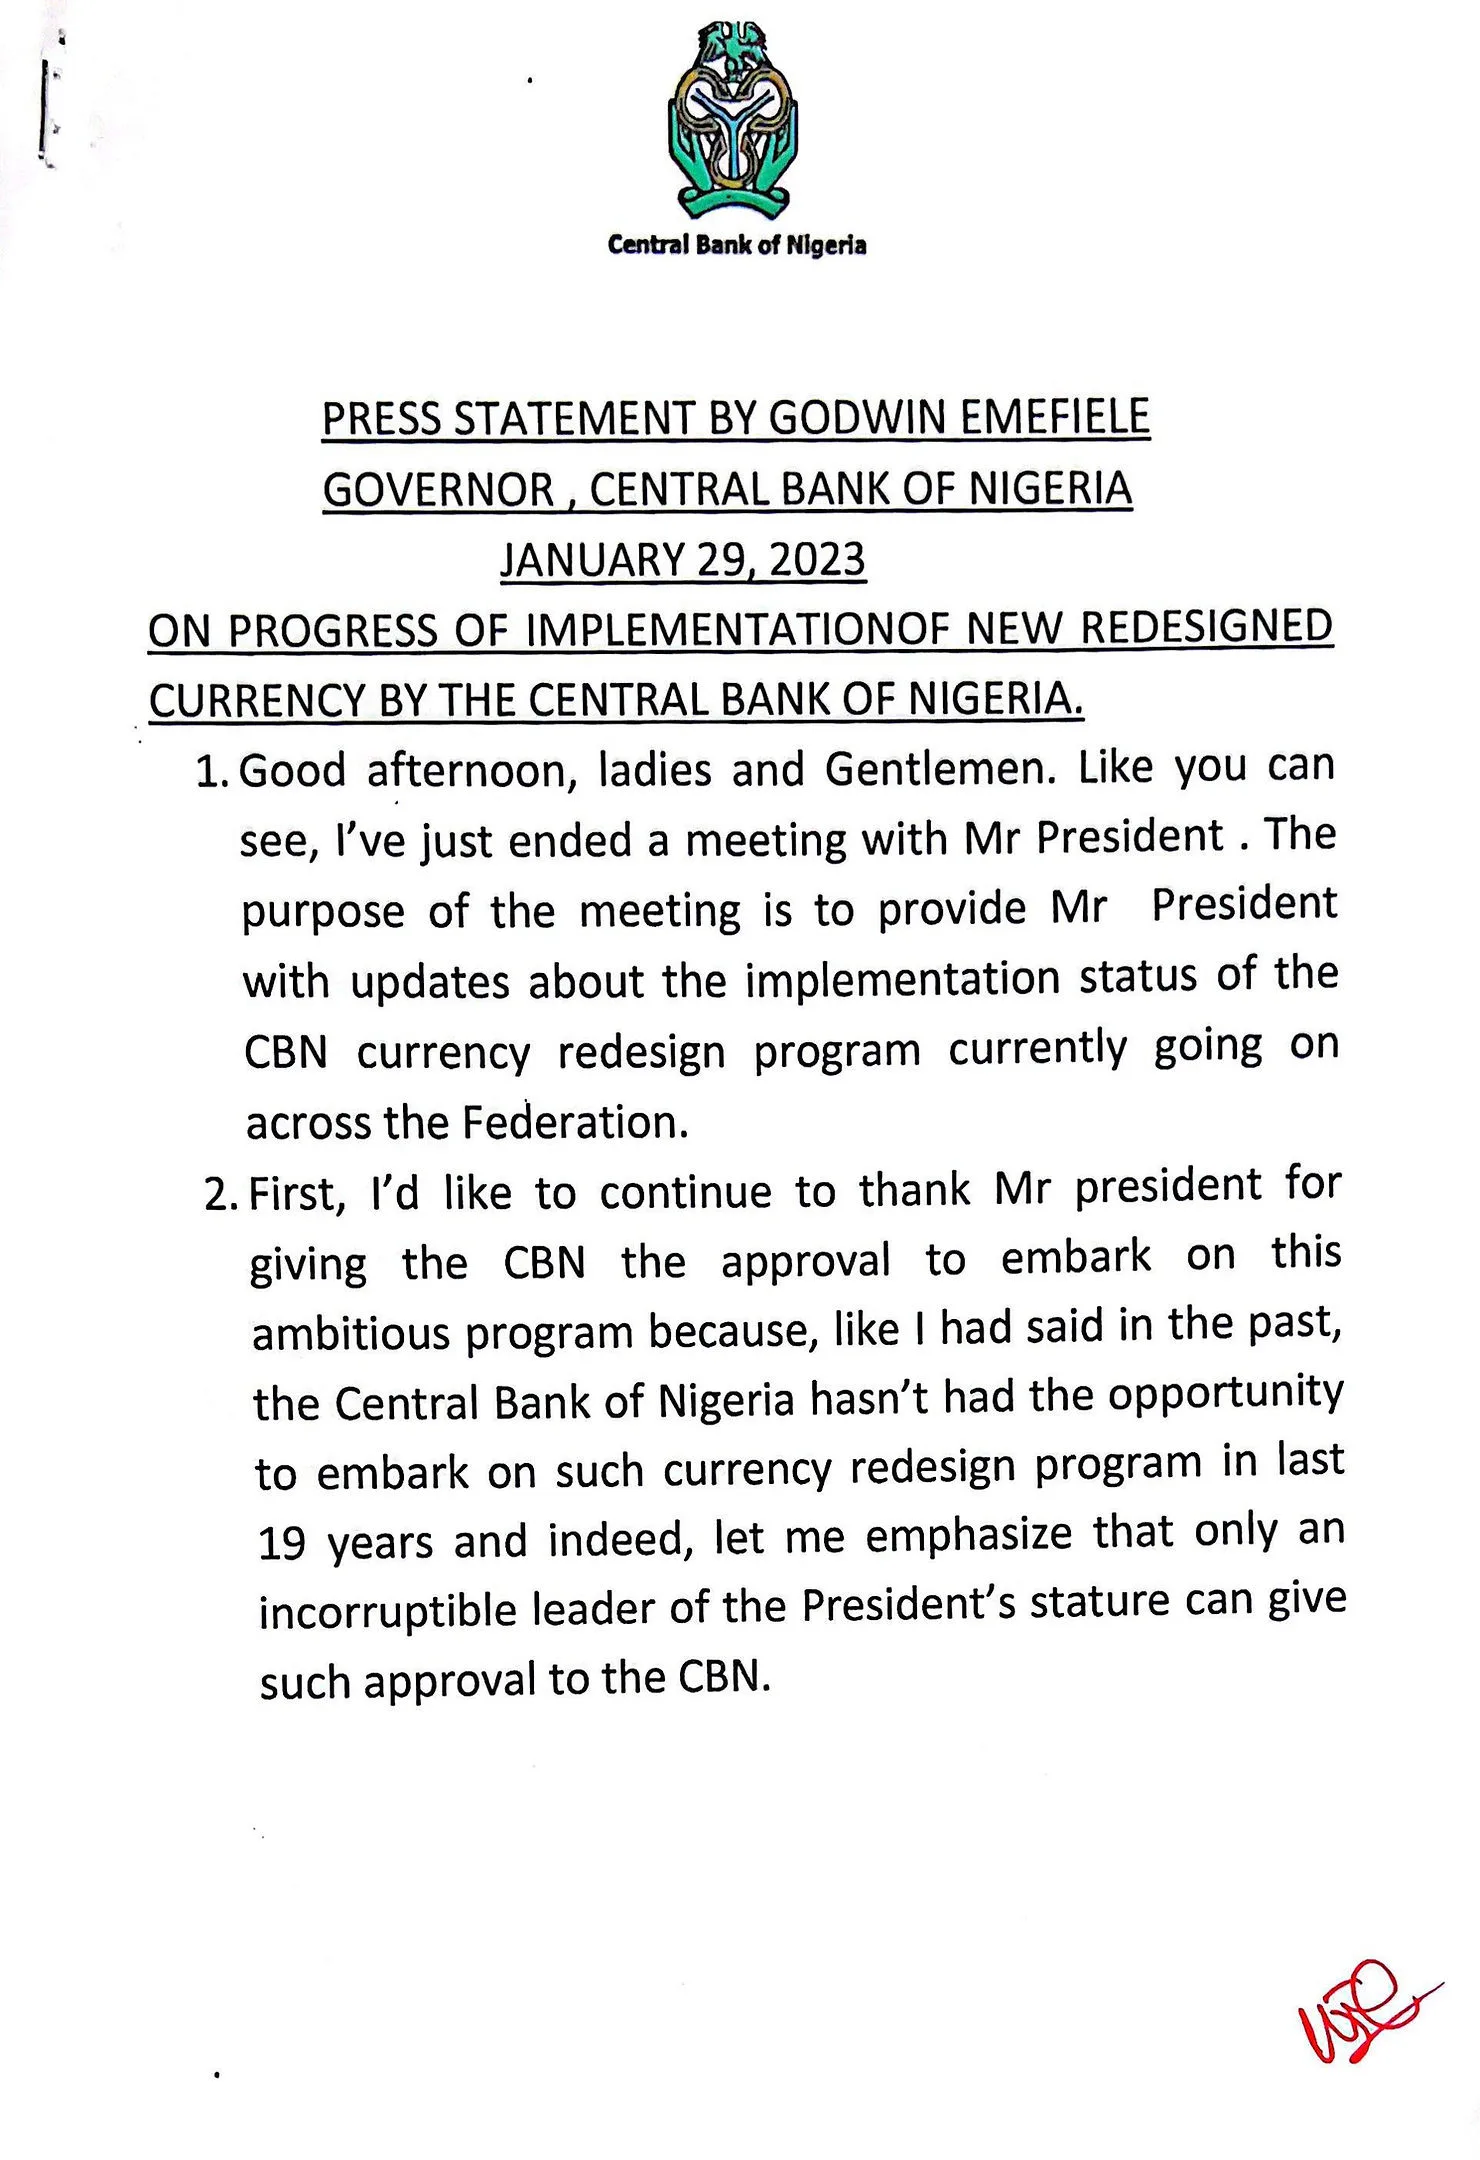 Central Bank of Nigeria
PRESS STATEMENT BY GODWIN EMEFIELE
GOVERNOR , CENTRAL BANK OF NIGERIA
JANUARY 29, 2023
ON PROGRESS OF IMPLEMENTATIONOF NEW REDESIGNED
CURRENCY BY THE CENTRAL BANK OF NIGERIA.
1. Good afternoon, ladies and Gentlemen. Like you can
see, I’ve just ended a meeting with Mr President . The
purpose of the meeting is to provide Mr President
with updates about the implementation status of the
CBN currency redesign program currently going on
across the Federation.
2. First, I’d like to continue to thank Mr president for
giving the CBN the approval to embark on this
ambitious program because, like I had said in the past,
the Central Bank of Nigeria hasn’t had the opportunity
to embark on such currency redesign program in last
19 years and indeed, let me emphasize that only an
incorruptible leader of the President’s stature can give
such approval to the CBN.